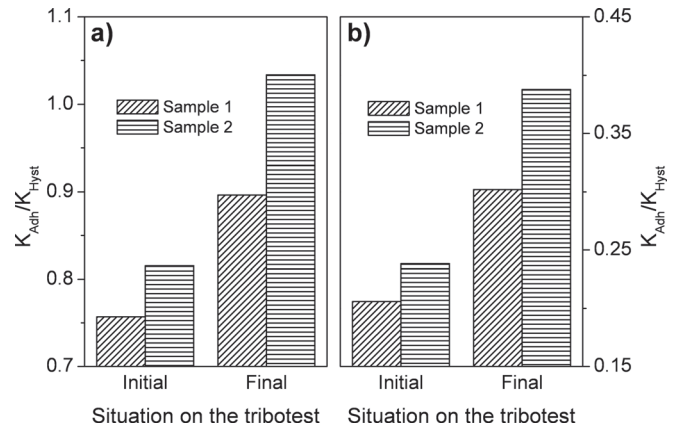 a)
K_Adh/K_Hyst
1.1
1.0
0.9
0.8
0.7
Sample 1
Sample 2
Initial Final
Situation on the tribotest
b)
Sample 1
Sample 2
Initial Final
Situation on the tribotest
0.45
0.35
0.25
0.15
K_Adh/K_Hyst